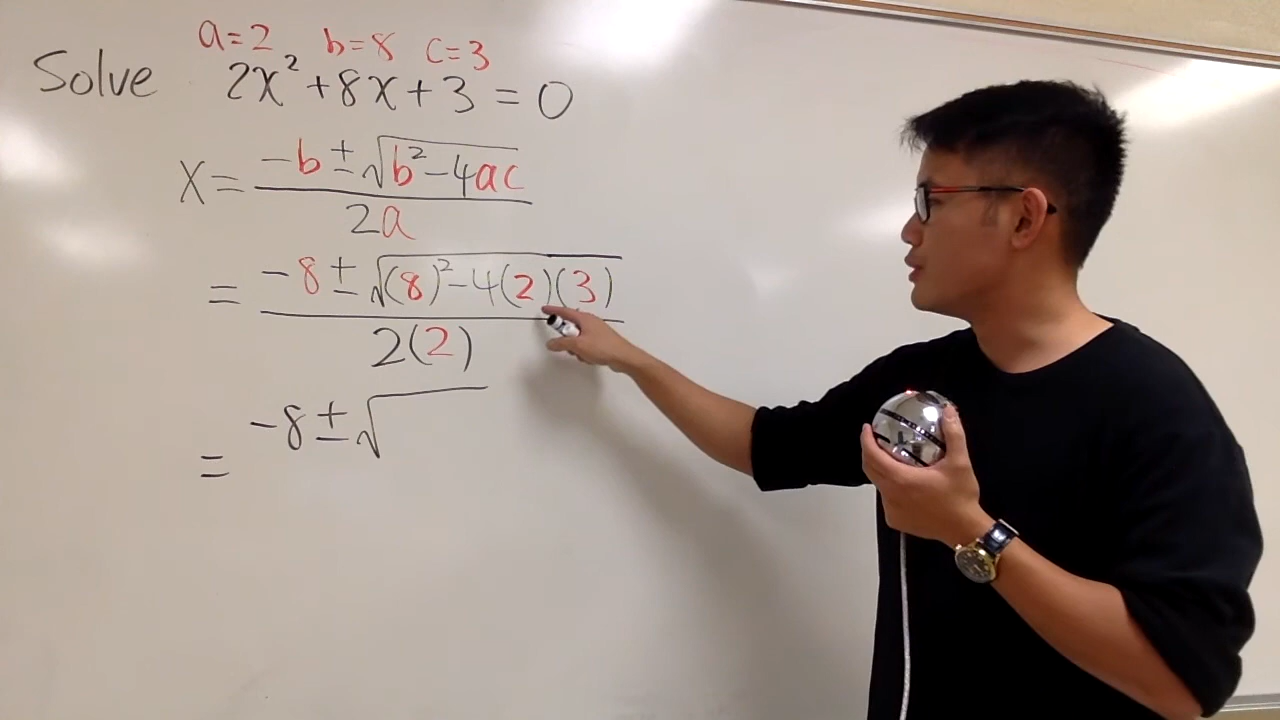 a=2 b=8 c=3
Solve 2x² + 8x + 3 = 0
x = (-b ± √(b² - 4ac)) / (2a)
= (-8 ± √((8)² - 4(2)(3))) / (2(2))
= -8 ± √